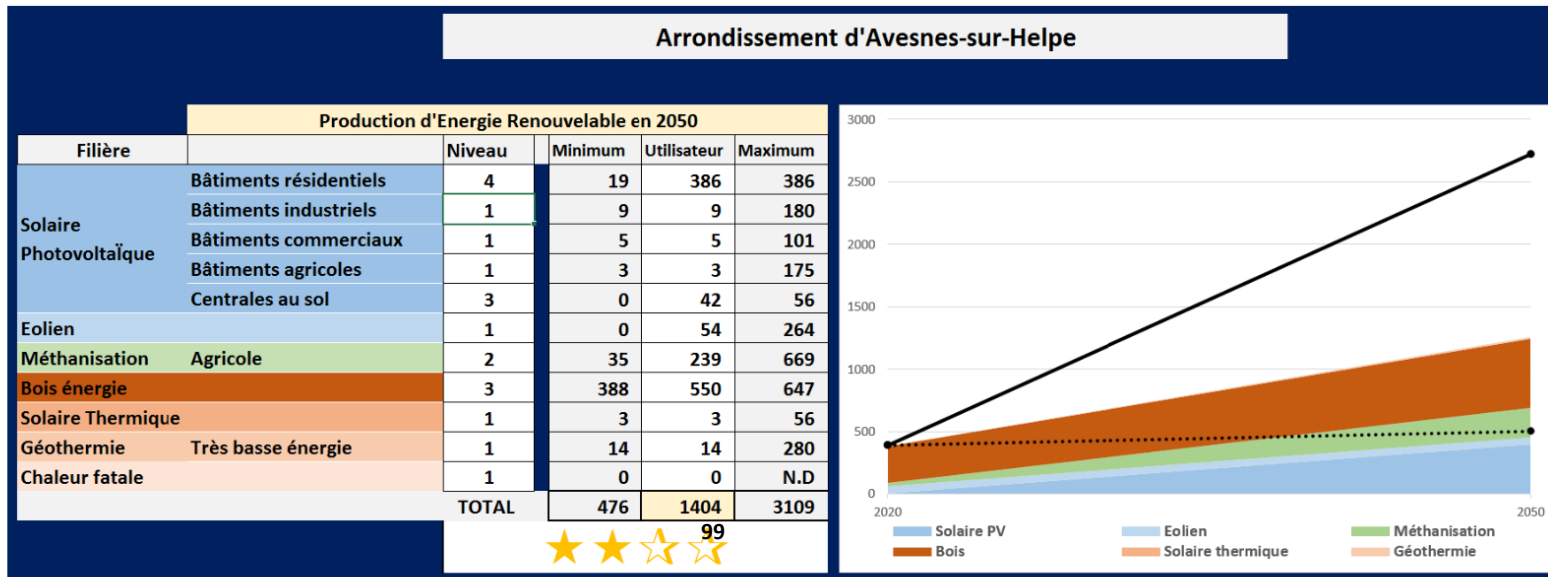 Arrondissement d'Avesnes-sur-Helpe
Production d'Energie Renouvelable en 2050
Filière Niveau Minimum Utilisateur Maximum
Solaire PhotovoltaÏque
Bâtiments résidentiels 4 19 386 386
Bâtiments industriels 1 9 9 180
Bâtiments commerciaux 1 5 5 101
Bâtiments agricoles 1 3 3 175
Centrales au sol 3 0 42 56
Eolien 1 0 54 264
Méthanisation Agricole 2 35 239 669
Bois énergie 3 388 550 647
Solaire Thermique 1 3 3 56
Géothermie Très basse énergie 1 14 14 280
Chaleur fatale 1 0 0 N.D
TOTAL 476 1404 3109
99
3000
2500
2000
1500
1000
500
0
2020 2050
Solaire PV Eolien Méthanisation
Bois Solaire thermique Géothermie